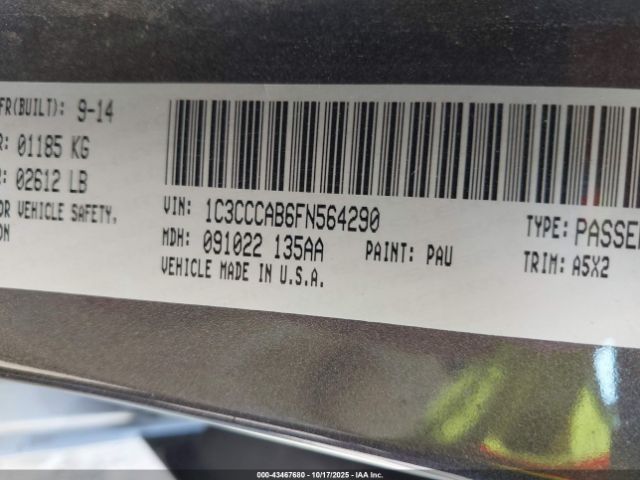 FR(BUILT): 9-14
R: 01185 KG
R: 02612 LB
OR VEHICLE SAFETY,
ON
VIN: 1C3CCCAB6FN564290
MDH: 091022 135AA
PAINT: PAU
VEHICLE MADE IN U.S.A.
TYPE: PASSE
TRIM: A5X2
000-43467680 | 10/17/2025 - IAA Inc.